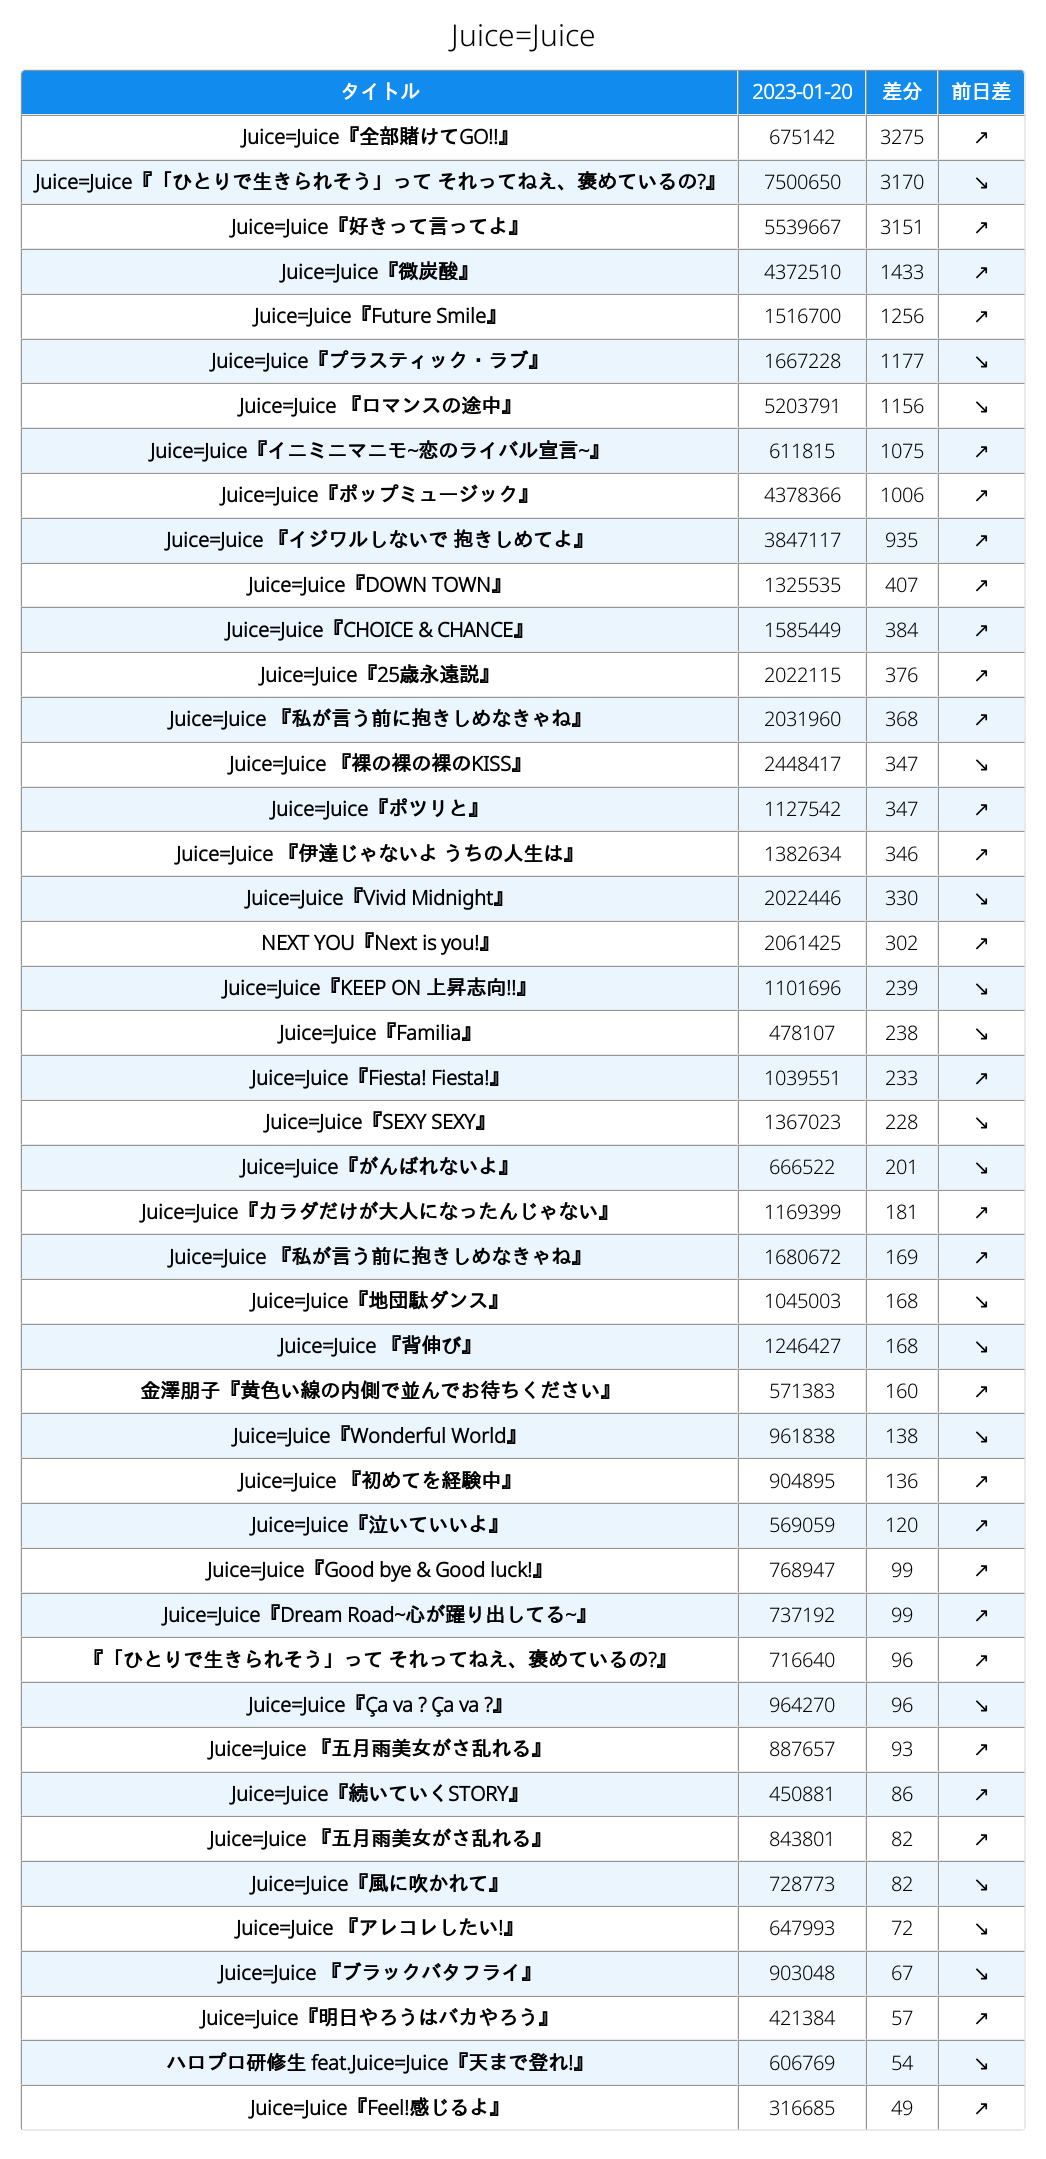 Juice=Juice
タイトル 2023-01-20 差分 前日差
Juice=Juice『全部賭けてGO!!』 675142 3275 ↗
Juice=Juice『「ひとりで生きられそう」って それってねえ、褒めているの?』 7500650 3170 ↘
Juice=Juice『好きって言ってよ』 5539667 3151 ↗
Juice=Juice『微炭酸』 4372510 1433 ↗
Juice=Juice『Future Smile』 1516700 1256 ↗
Juice=Juice『プラスティック・ラブ』 1667228 1177 ↘
Juice=Juice 『ロマンスの途中』 5203791 1156 ↘
Juice=Juice『イニミニマニモ~恋のライバル宣言~』 611815 1075 ↗
Juice=Juice『ポップミュージック』 4378366 1006 ↗
Juice=Juice 『イジワルしないで 抱きしめてよ』 3847117 935 ↗
Juice=Juice『DOWN TOWN』 1325535 407 ↗
Juice=Juice『CHOICE & CHANCE』 1585449 384 ↗
Juice=Juice『25歳永遠説』 2022115 376 ↗
Juice=Juice 『私が言う前に抱きしめなきゃね』 2031960 368 ↗
Juice=Juice 『裸の裸の裸のKISS』 2448417 347 ↘
Juice=Juice『ポツリと』 1127542 347 ↗
Juice=Juice 『伊達じゃないよ うちの人生は』 1382634 346 ↗
Juice=Juice『Vivid Midnight』 2022446 330 ↘
NEXT YOU『Next is you!』 2061425 302 ↗
Juice=Juice『KEEP ON 上昇志向!!』 1101696 239 ↘
Juice=Juice『Familia』 478107 238 ↘
Juice=Juice『Fiesta! Fiesta!』 1039551 233 ↗
Juice=Juice『SEXY SEXY』 1367023 228 ↘
Juice=Juice『がんばれないよ』 666522 201 ↘
Juice=Juice『カラダだけが大人になったんじゃない』 1169399 181 ↗
Juice=Juice 『私が言う前に抱きしめなきゃね』 1680672 169 ↗
Juice=Juice『地団駄ダンス』 1045003 168 ↘
Juice=Juice 『背伸び』 1246427 168 ↘
金澤朋子『黄色い線の内側で並んでお待ちください』 571383 160 ↗
Juice=Juice『Wonderful World』 961838 138 ↘
Juice=Juice 『初めてを経験中』 904895 136 ↗
Juice=Juice『泣いていいよ』 569059 120 ↗
Juice=Juice『Good bye & Good luck!』 768947 99 ↗
Juice=Juice『Dream Road~心が躍り出してる~』 737192 99 ↗
『「ひとりで生きられそう」って それってねえ、褒めているの?』 716640 96 ↗
Juice=Juice『Ça va ? Ça va ?』 964270 96 ↘
Juice=Juice 『五月雨美女がさ乱れる』 887657 93 ↗
Juice=Juice『続いていくSTORY』 450881 86 ↗
Juice=Juice 『五月雨美女がさ乱れる』 843801 82 ↗
Juice=Juice『風に吹かれて』 728773 82 ↘
Juice=Juice 『アレコレしたい!』 647993 72 ↘
Juice=Juice 『ブラックバタフライ』 903048 67 ↘
Juice=Juice『明日やろうはバカやろう』 421384 57 ↗
ハロプロ研修生 feat.Juice=Juice『天まで登れ!』 606769 54 ↘
Juice=Juice『Feel!感じるよ』 316685 49 ↗